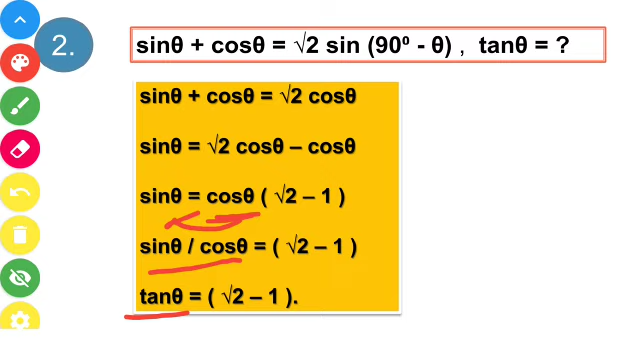 2.
sinθ + cosθ = √2 sin (90⁰ - θ) , tanθ = ?
sinθ + cosθ = √2 cosθ
sinθ = √2 cosθ – cosθ
sinθ = cosθ ( √2 – 1 )
sinθ / cosθ = ( √2 – 1 )
tanθ = ( √2 – 1 ).